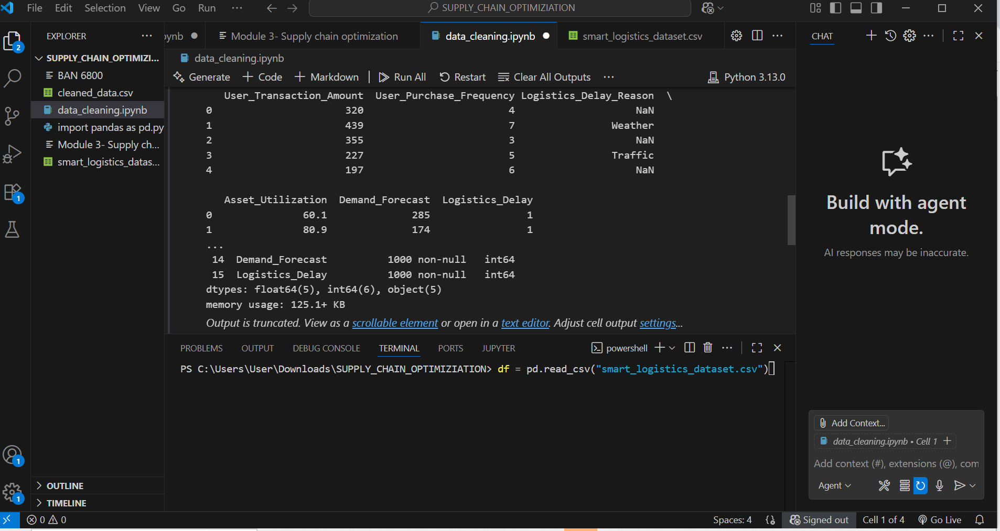 File Edit Selection View Go Run ··· SUPPLY_CHAIN_OPTIMIZIATION
EXPLORER ···
2
SUPPLY_CHAIN_OPTIMIZI...
BAN 6800
cleaned_data.csv
data_cleaning.ipynb
import pandas as pd.py
Module 3- Supply ch...
smart_logistics_datas...
1
1
1
OUTLINE
TIMELINE
ynb Module 3- Supply chain optimization data_cleaning.ipynb smart_logistics_dataset.csv ···
data_cleaning.ipynb
Generate + Code + Markdown | Run All Restart Clear All Outputs ··· Python 3.13.0
User_Transaction_Amount User_Purchase_Frequency Logistics_Delay_Reason \
0 320 4 NaN
1 439 7 Weather
2 355 3 NaN
3 227 5 Traffic
4 197 6 NaN
Asset_Utilization Demand_Forecast Logistics_Delay
0 60.1 285 1
1 80.9 174 1
...
14 Demand_Forecast 1000 non-null int64
15 Logistics_Delay 1000 non-null int64
dtypes: float64(5), int64(6), object(5)
memory usage: 125.1+ KB
Output is truncated. View as a scrollable element or open in a text editor. Adjust cell output settings...
PROBLEMS OUTPUT DEBUG CONSOLE TERMINAL PORTS JUPYTER powershell ···
PS C:\Users\User\Downloads\SUPPLY_CHAIN_OPTIMIZIATION> df = pd.read_csv("smart_logistics_dataset.csv")
CHAT ···
Build with agent
mode.
AI responses may be inaccurate.
Add Context...
data_cleaning.ipynb • Cell 1 +
Add context (#), extensions (@), com
Agent
0 0 Spaces: 4 Signed out Cell 1 of 4 Go Live